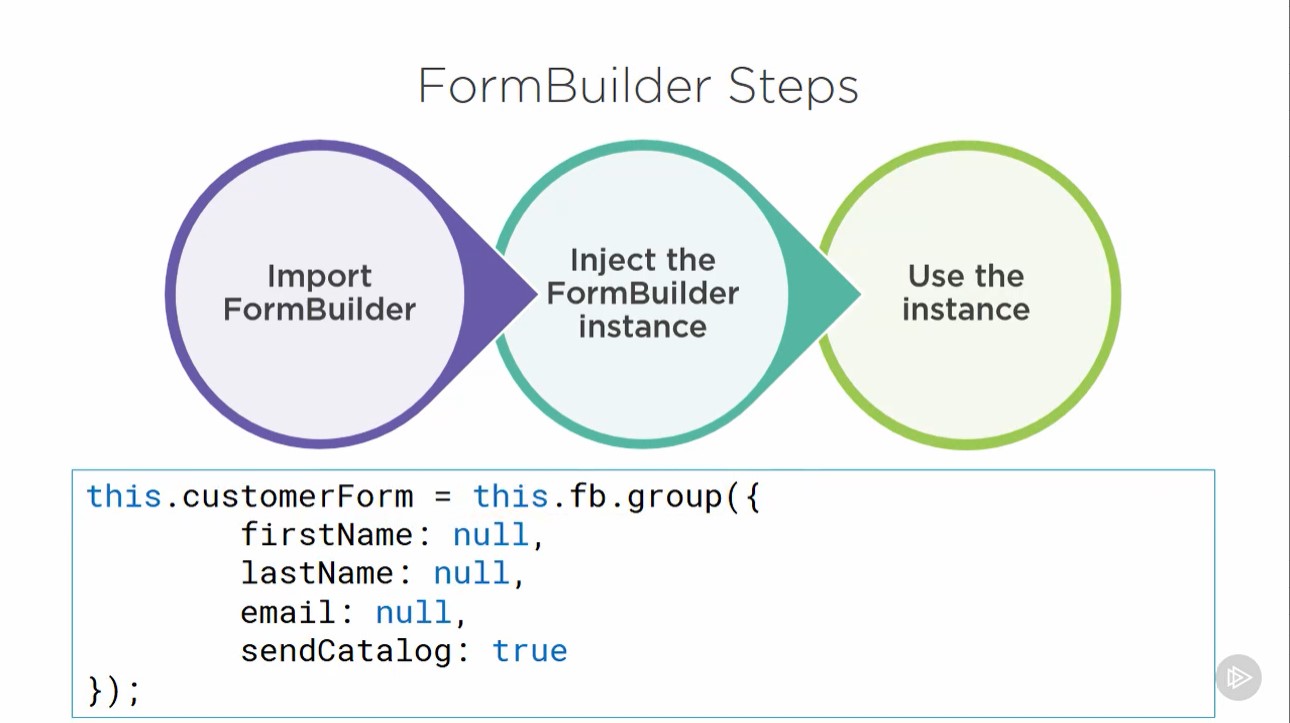 FormBuilder Steps
Import
FormBuilder
Inject the
FormBuilder
instance
Use the
instance
this.customerForm = this.fb.group({
        firstName: null,
        lastName: null,
        email: null,
        sendCatalog: true
});